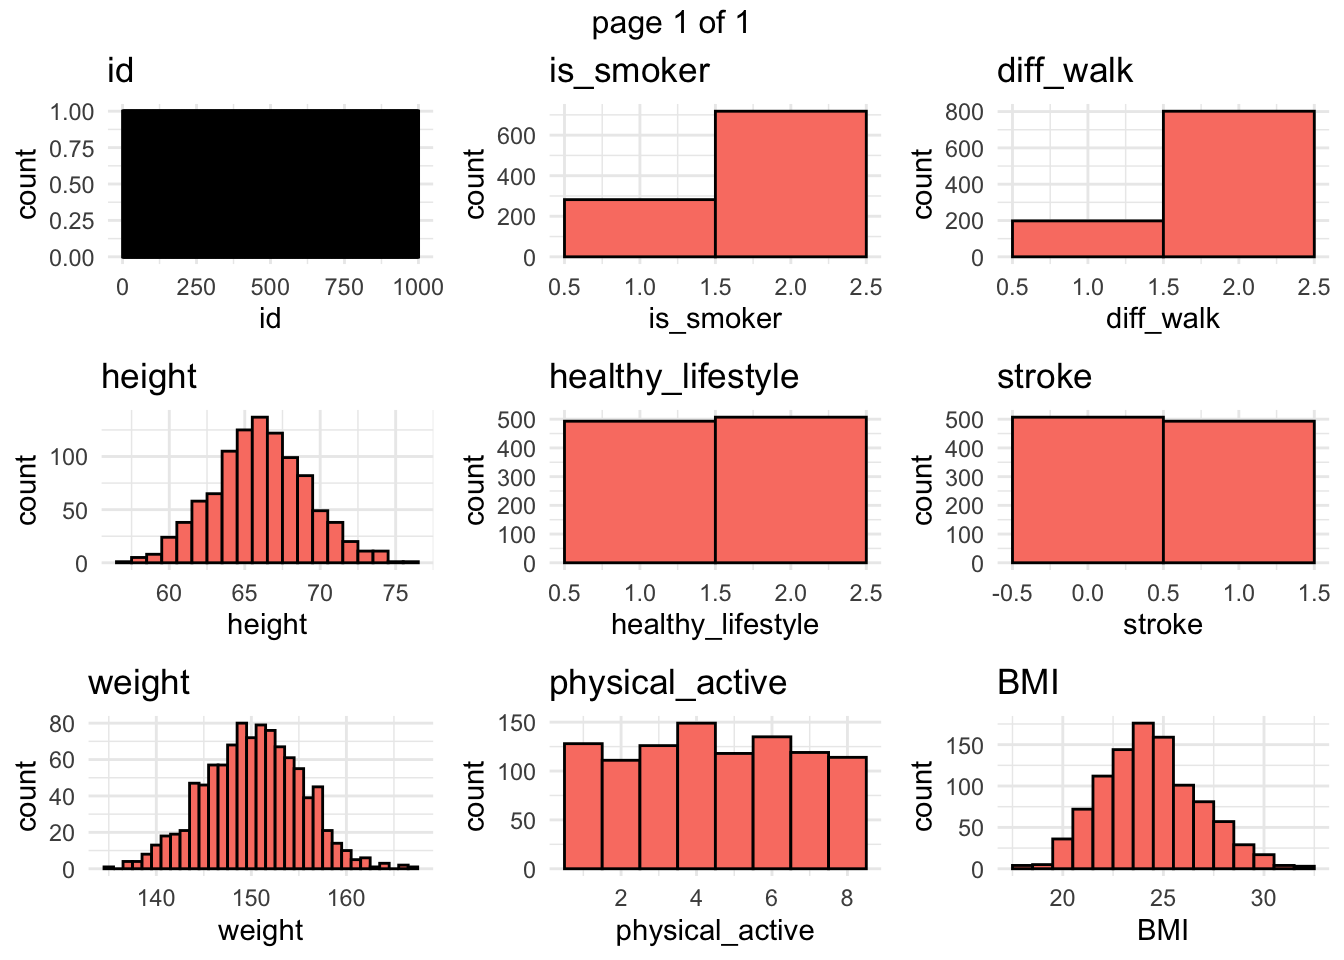 page 1 of 1
id
1.00
0.75
0.50
0.25
0.00
count
0 250 500 750 1000
id
is_smoker
600
400
200
0
count
0.5 1.0 1.5 2.0 2.5
is_smoker
diff_walk
800
600
400
200
0
count
0.5 1.0 1.5 2.0 2.5
diff_walk
height
100
50
0
count
60 65 70 75
height
healthy_lifestyle
500
400
300
200
100
0
count
0.5 1.0 1.5 2.0 2.5
healthy_lifestyle
stroke
500
400
300
200
100
0
count
-0.5 0.0 0.5 1.0 1.5
stroke
weight
80
60
40
20
0
count
140 150 160
weight
physical_active
150
100
50
0
count
2 4 6 8
physical_active
BMI
150
100
50
0
count
20 25 30
BMI